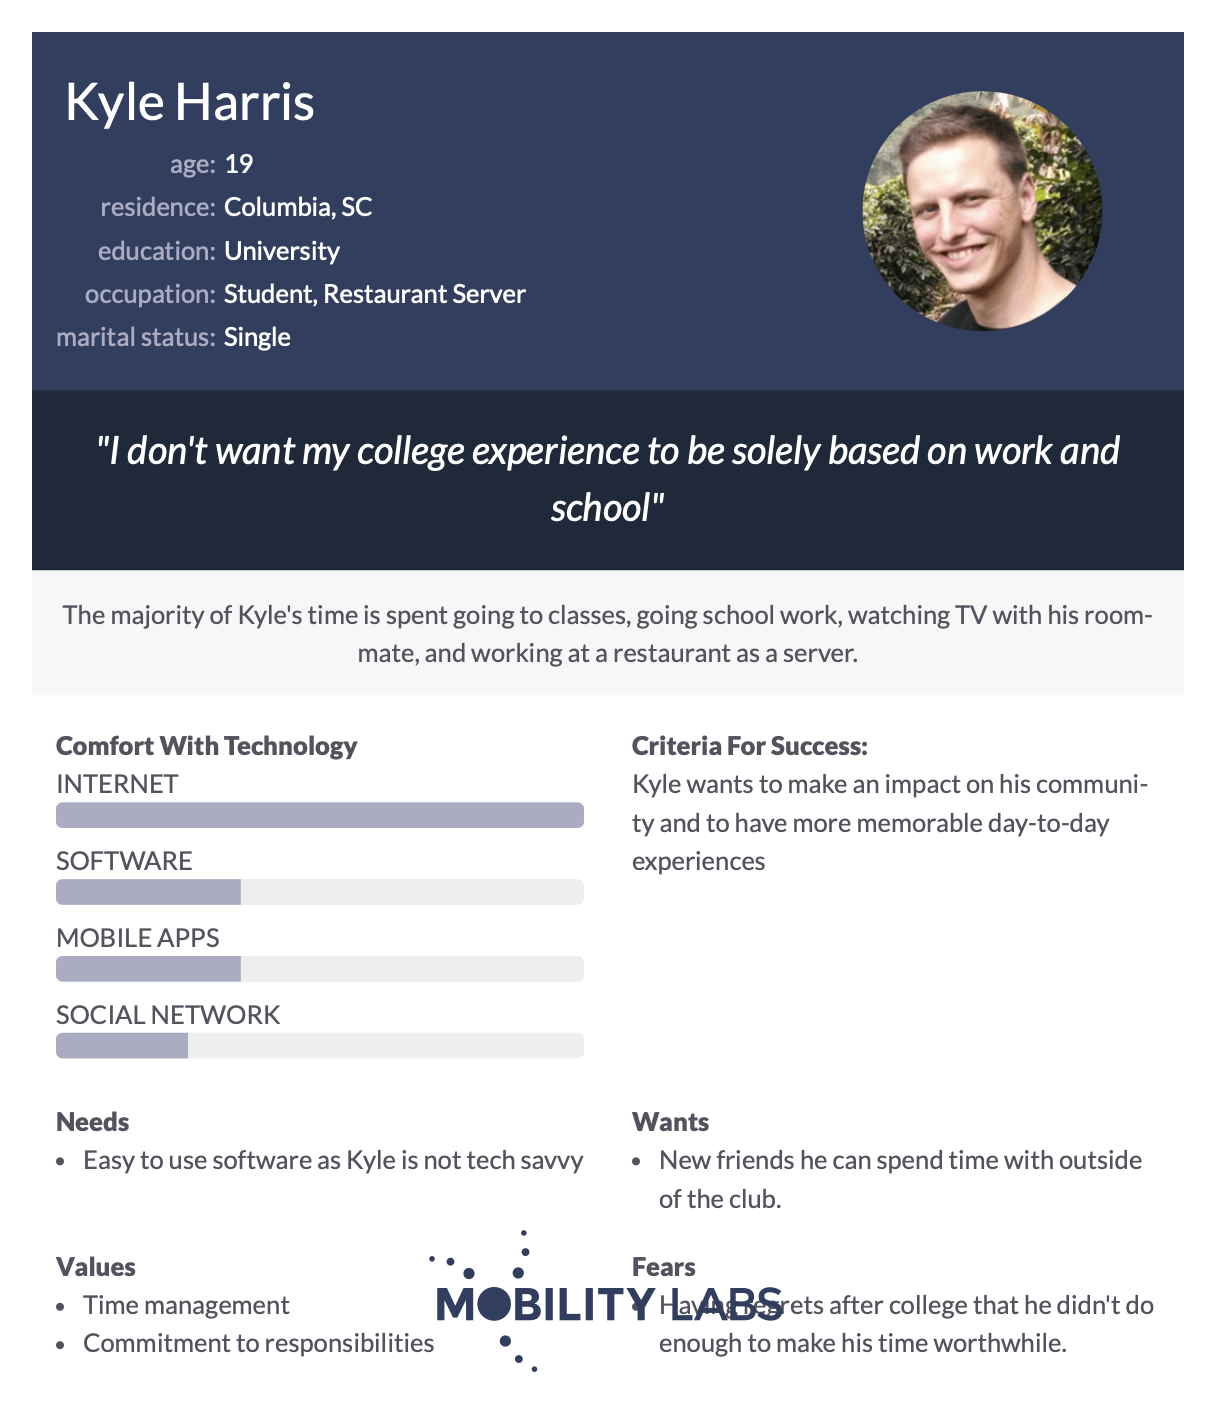 Kyle Harris
age: 19
residence: Columbia, SC
education: University
occupation: Student, Restaurant Server
marital status: Single
"I don't want my college experience to be solely based on work and
school"
The majority of Kyle's time is spent going to classes, going school work, watching TV with his room-
mate, and working at a restaurant as a server.
Comfort With Technology
INTERNET
SOFTWARE
MOBILE APPS
SOCIAL NETWORK
Criteria For Success:
Kyle wants to make an impact on his communi-
ty and to have more memorable day-to-day
experiences
Needs
• Easy to use software as Kyle is not tech savvy
Wants
• New friends he can spend time with outside
of the club.
Values
• Time management
• Commitment to responsibilities
Fears
• Having regrets after college that he didn't do
enough to make his time worthwhile.
MOBILITY LABS